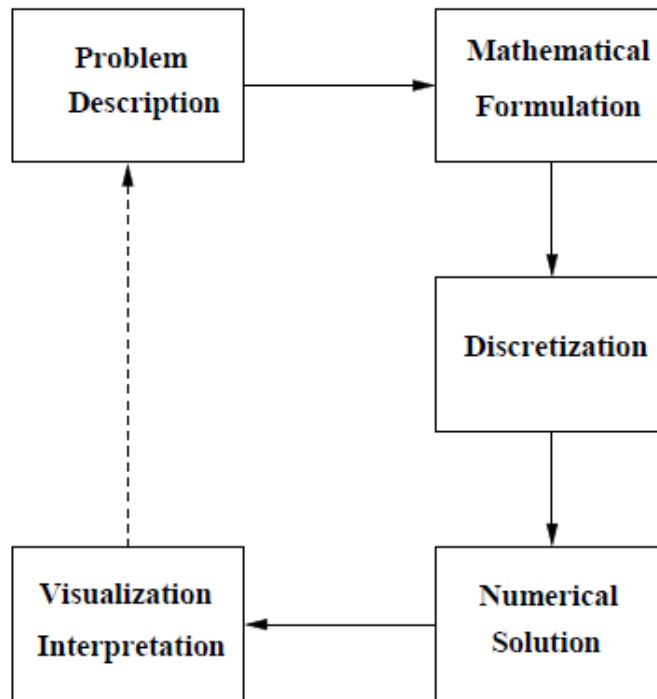 Problem
Description
Mathematical
Formulation
Discretization
Numerical
Solution
Visualization
Interpretation